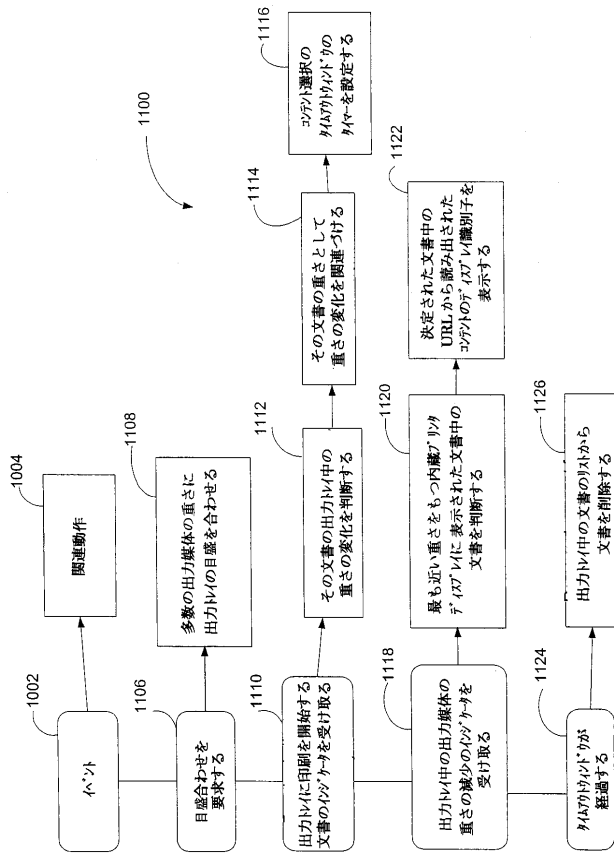 1100
1002
イベント
1004
関連動作
1106
目盛合わせを
要求する
1108
多数の出力媒体の重さに
出力トレイの目盛を合わせる
1110
出力トレイに印刷を開始する
文書のインジケータを受け取る
1112
その文書の出力トレイ中の
重さの変化を判断する
1114
その文書の重さとして
重さの変化を関連づける
1116
コンテント選択の
タイムアウトウィンドウの
タイマーを設定する
1118
出力トレイ中の出力媒体の
重さの減少のインジケータを
受け取る
1120
最も近い重さをもつ内蔵プリンタ
ディスプレイに表示された文書中の
文書を判断する
1122
決定された文書中の
URLから読み出された
コンテントのディスプレイ識別子を
表示する
1124
タイムアウトウィンドウが
経過する
1126
出力トレイ中の文書のリストから
文書を削除する